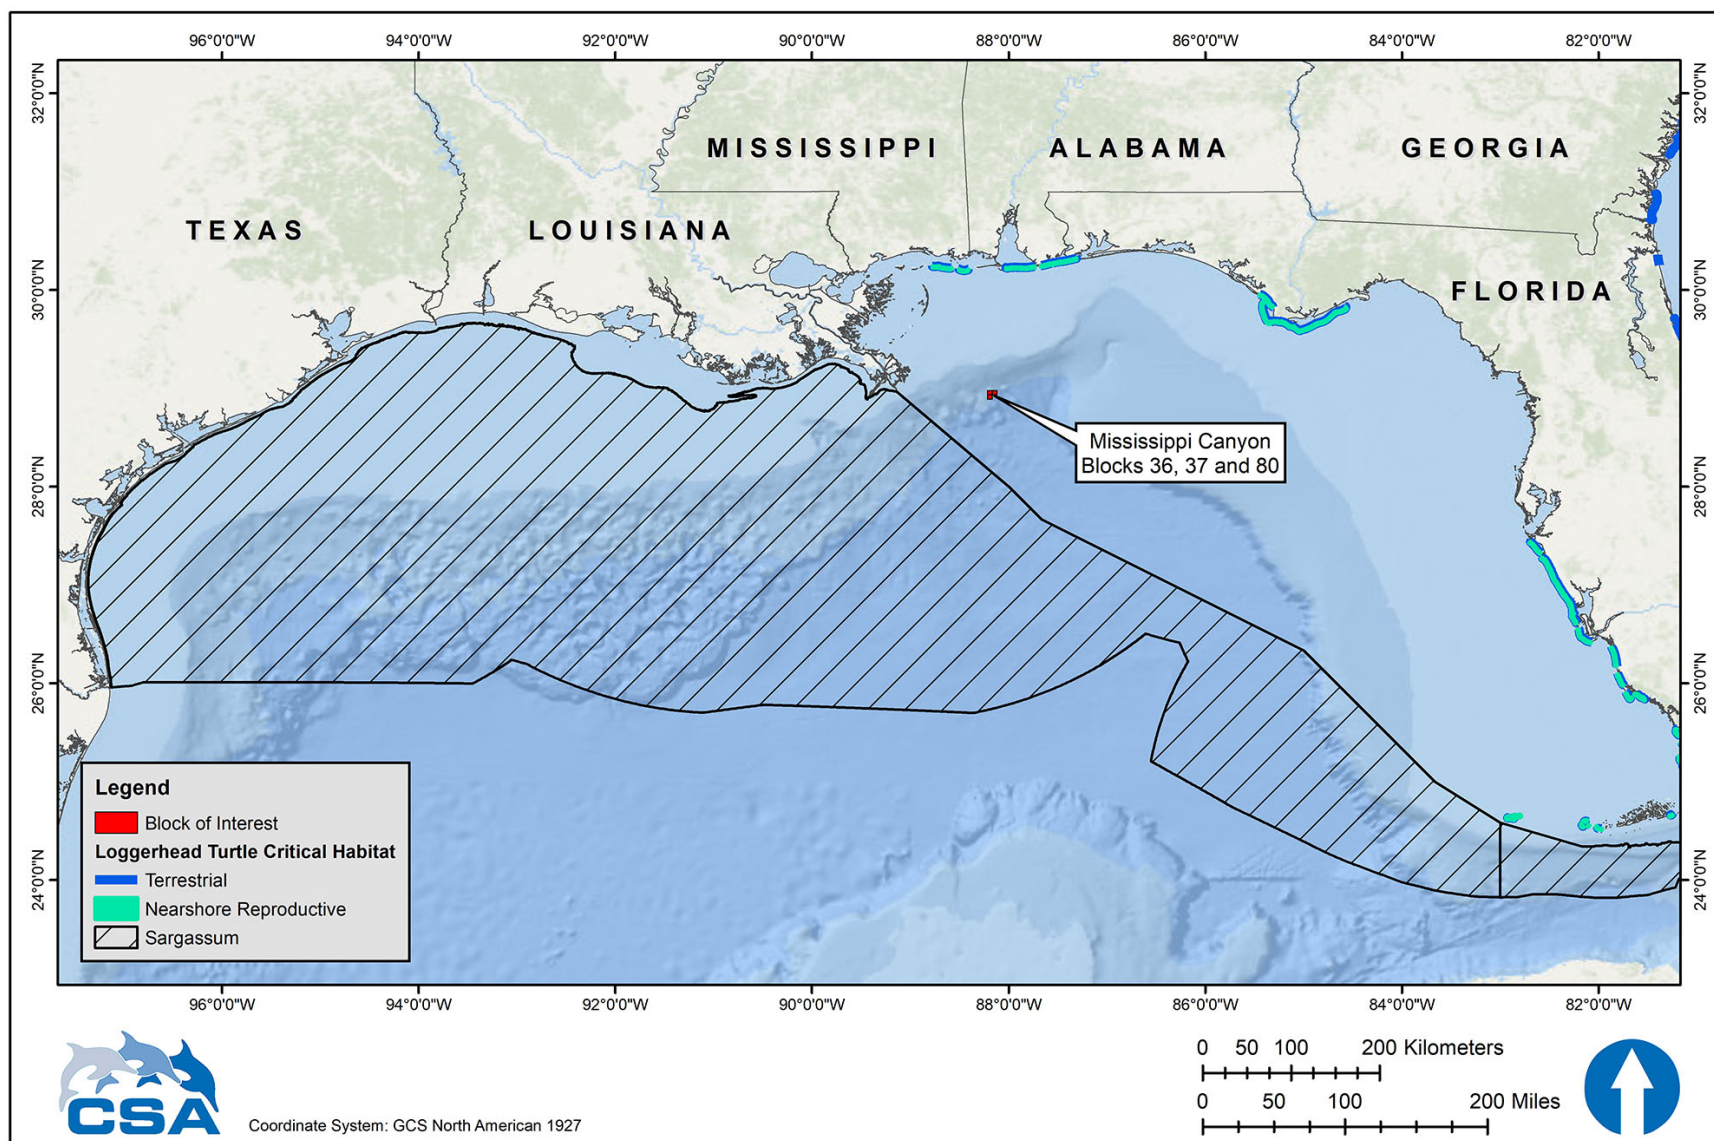 96°0'0"W 94°0'0"W 92°0'0"W 90°0'0"W 88°0'0"W 86°0'0"W 84°0'0"W 82°0'0"W
32°0'0"N 32°0'0"N
MISSISSIPPI ALABAMA GEORGIA
TEXAS LOUISIANA
30°0'0"N FLORIDA 30°0'0"N
Mississippi Canyon
Blocks 36, 37 and 80
28°0'0"N 28°0'0"N
26°0'0"N 26°0'0"N
Legend
Block of Interest
Loggerhead Turtle Critical Habitat
Terrestrial
Nearshore Reproductive
Sargassum
24°0'0"N 24°0'0"N
96°0'0"W 94°0'0"W 92°0'0"W 90°0'0"W 88°0'0"W 86°0'0"W 84°0'0"W 82°0'0"W
CSA
Coordinate System: GCS North American 1927
0 50 100 200 Kilometers
0 50 100 200 Miles